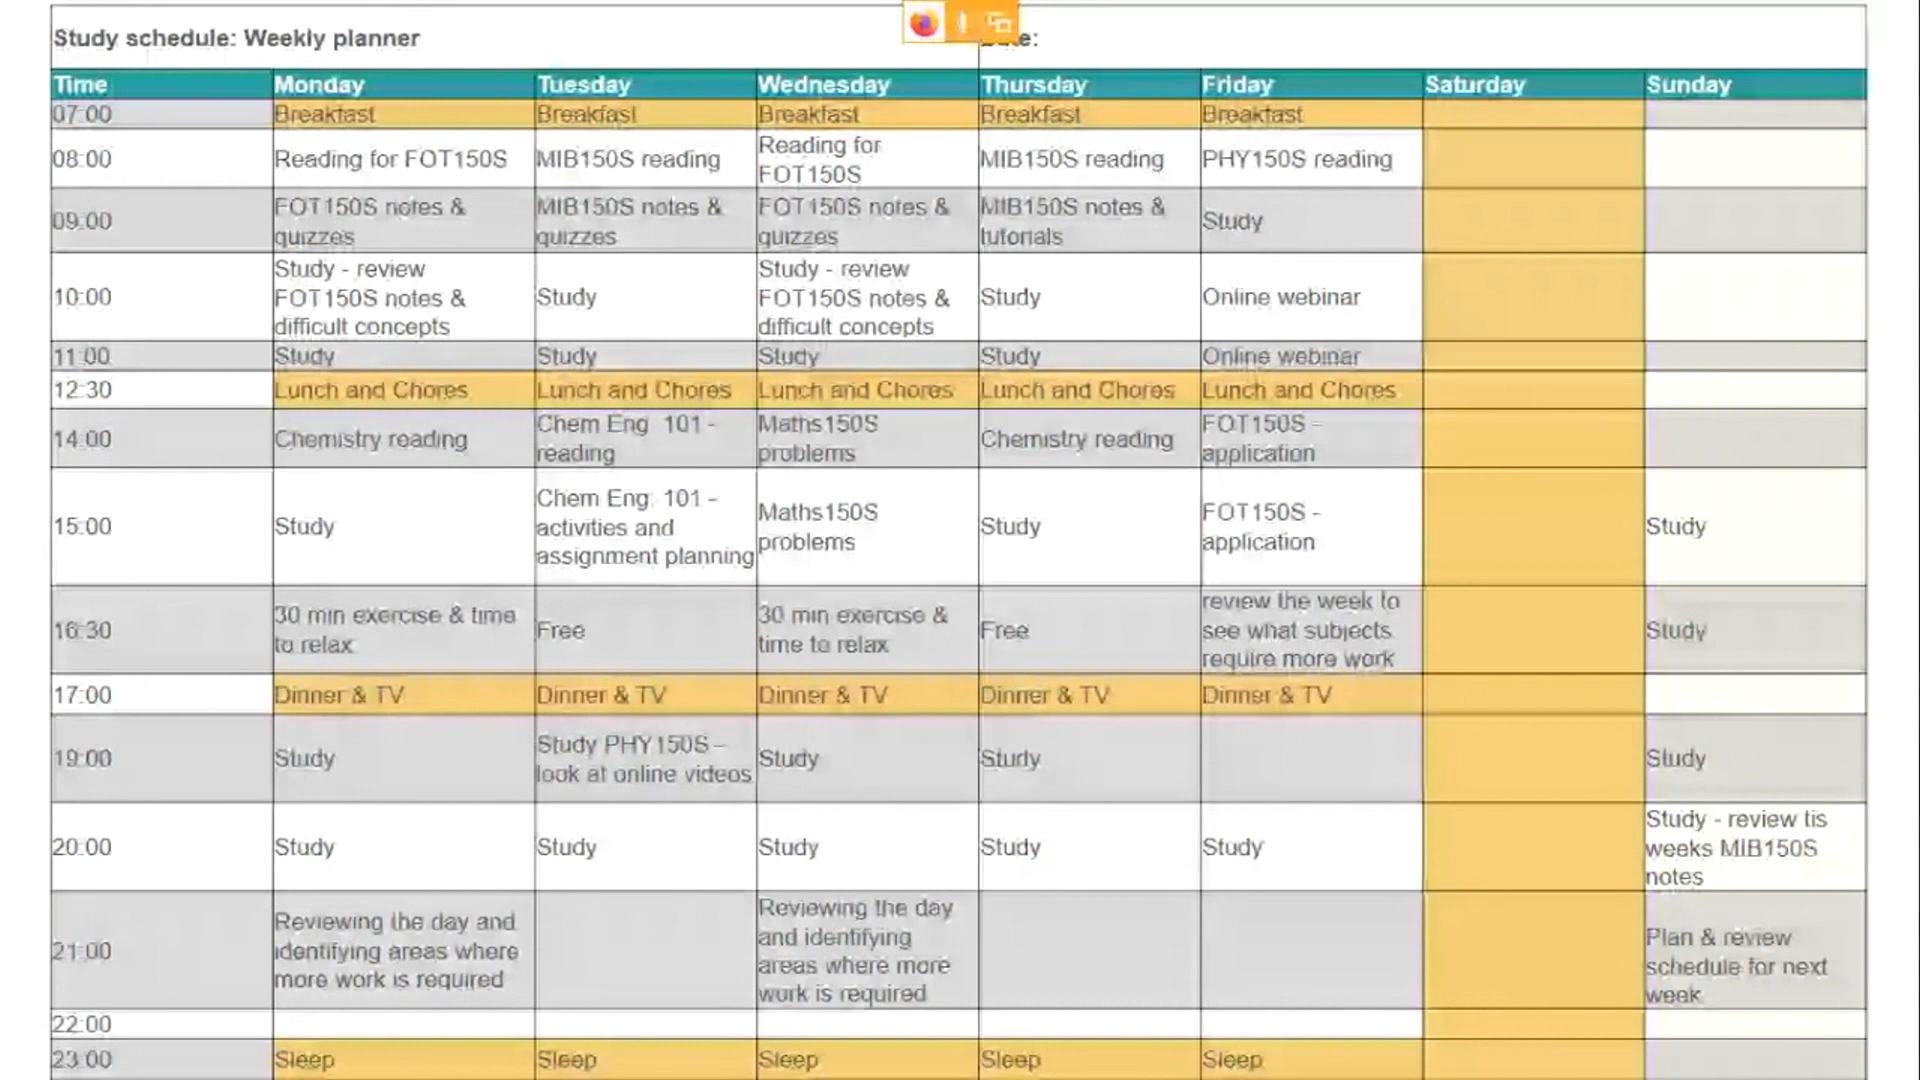 Study schedule: Weekly planner
Time Monday Tuesday Wednesday Thursday Friday Saturday Sunday
07:00 Breakfast Breakfast Breakfast Breakfast Breakfast
08:00 Reading for FOT150S MIB150S reading Reading for FOT150S MIB150S reading PHY150S reading
09:00 FOT150S notes & quizzes MIB150S notes & quizzes FOT150S notes & quizzes MIB150S notes & tutorials Study
10:00 Study - review FOT150S notes & difficult concepts Study Study - review FOT150S notes & difficult concepts Study Online webinar
11:00 Study Study Study Study Online webinar
12:30 Lunch and Chores Lunch and Chores Lunch and Chores Lunch and Chores Lunch and Chores
14:00 Chemistry reading Chem Eng. 101 - reading Maths150S problems Chemistry reading FOT150S - application
15:00 Study Chem Eng. 101 - activities and assignment planning Maths150S problems Study FOT150S - application Study
16:30 30 min exercise & time to relax Free 30 min exercise & time to relax Free review the week to see what subjects require more work Study
17:00 Dinner & TV Dinner & TV Dinner & TV Dinner & TV Dinner & TV
19:00 Study Study PHY150S - look at online videos Study Study Study
20:00 Study Study Study Study Study Study - review tis weeks MIB150S notes
21:00 Reviewing the day and identifying areas where more work is required Reviewing the day and identifying areas where more work is required Plan & review schedule for next week
22:00
23:00 Sleep Sleep Sleep Sleep Sleep